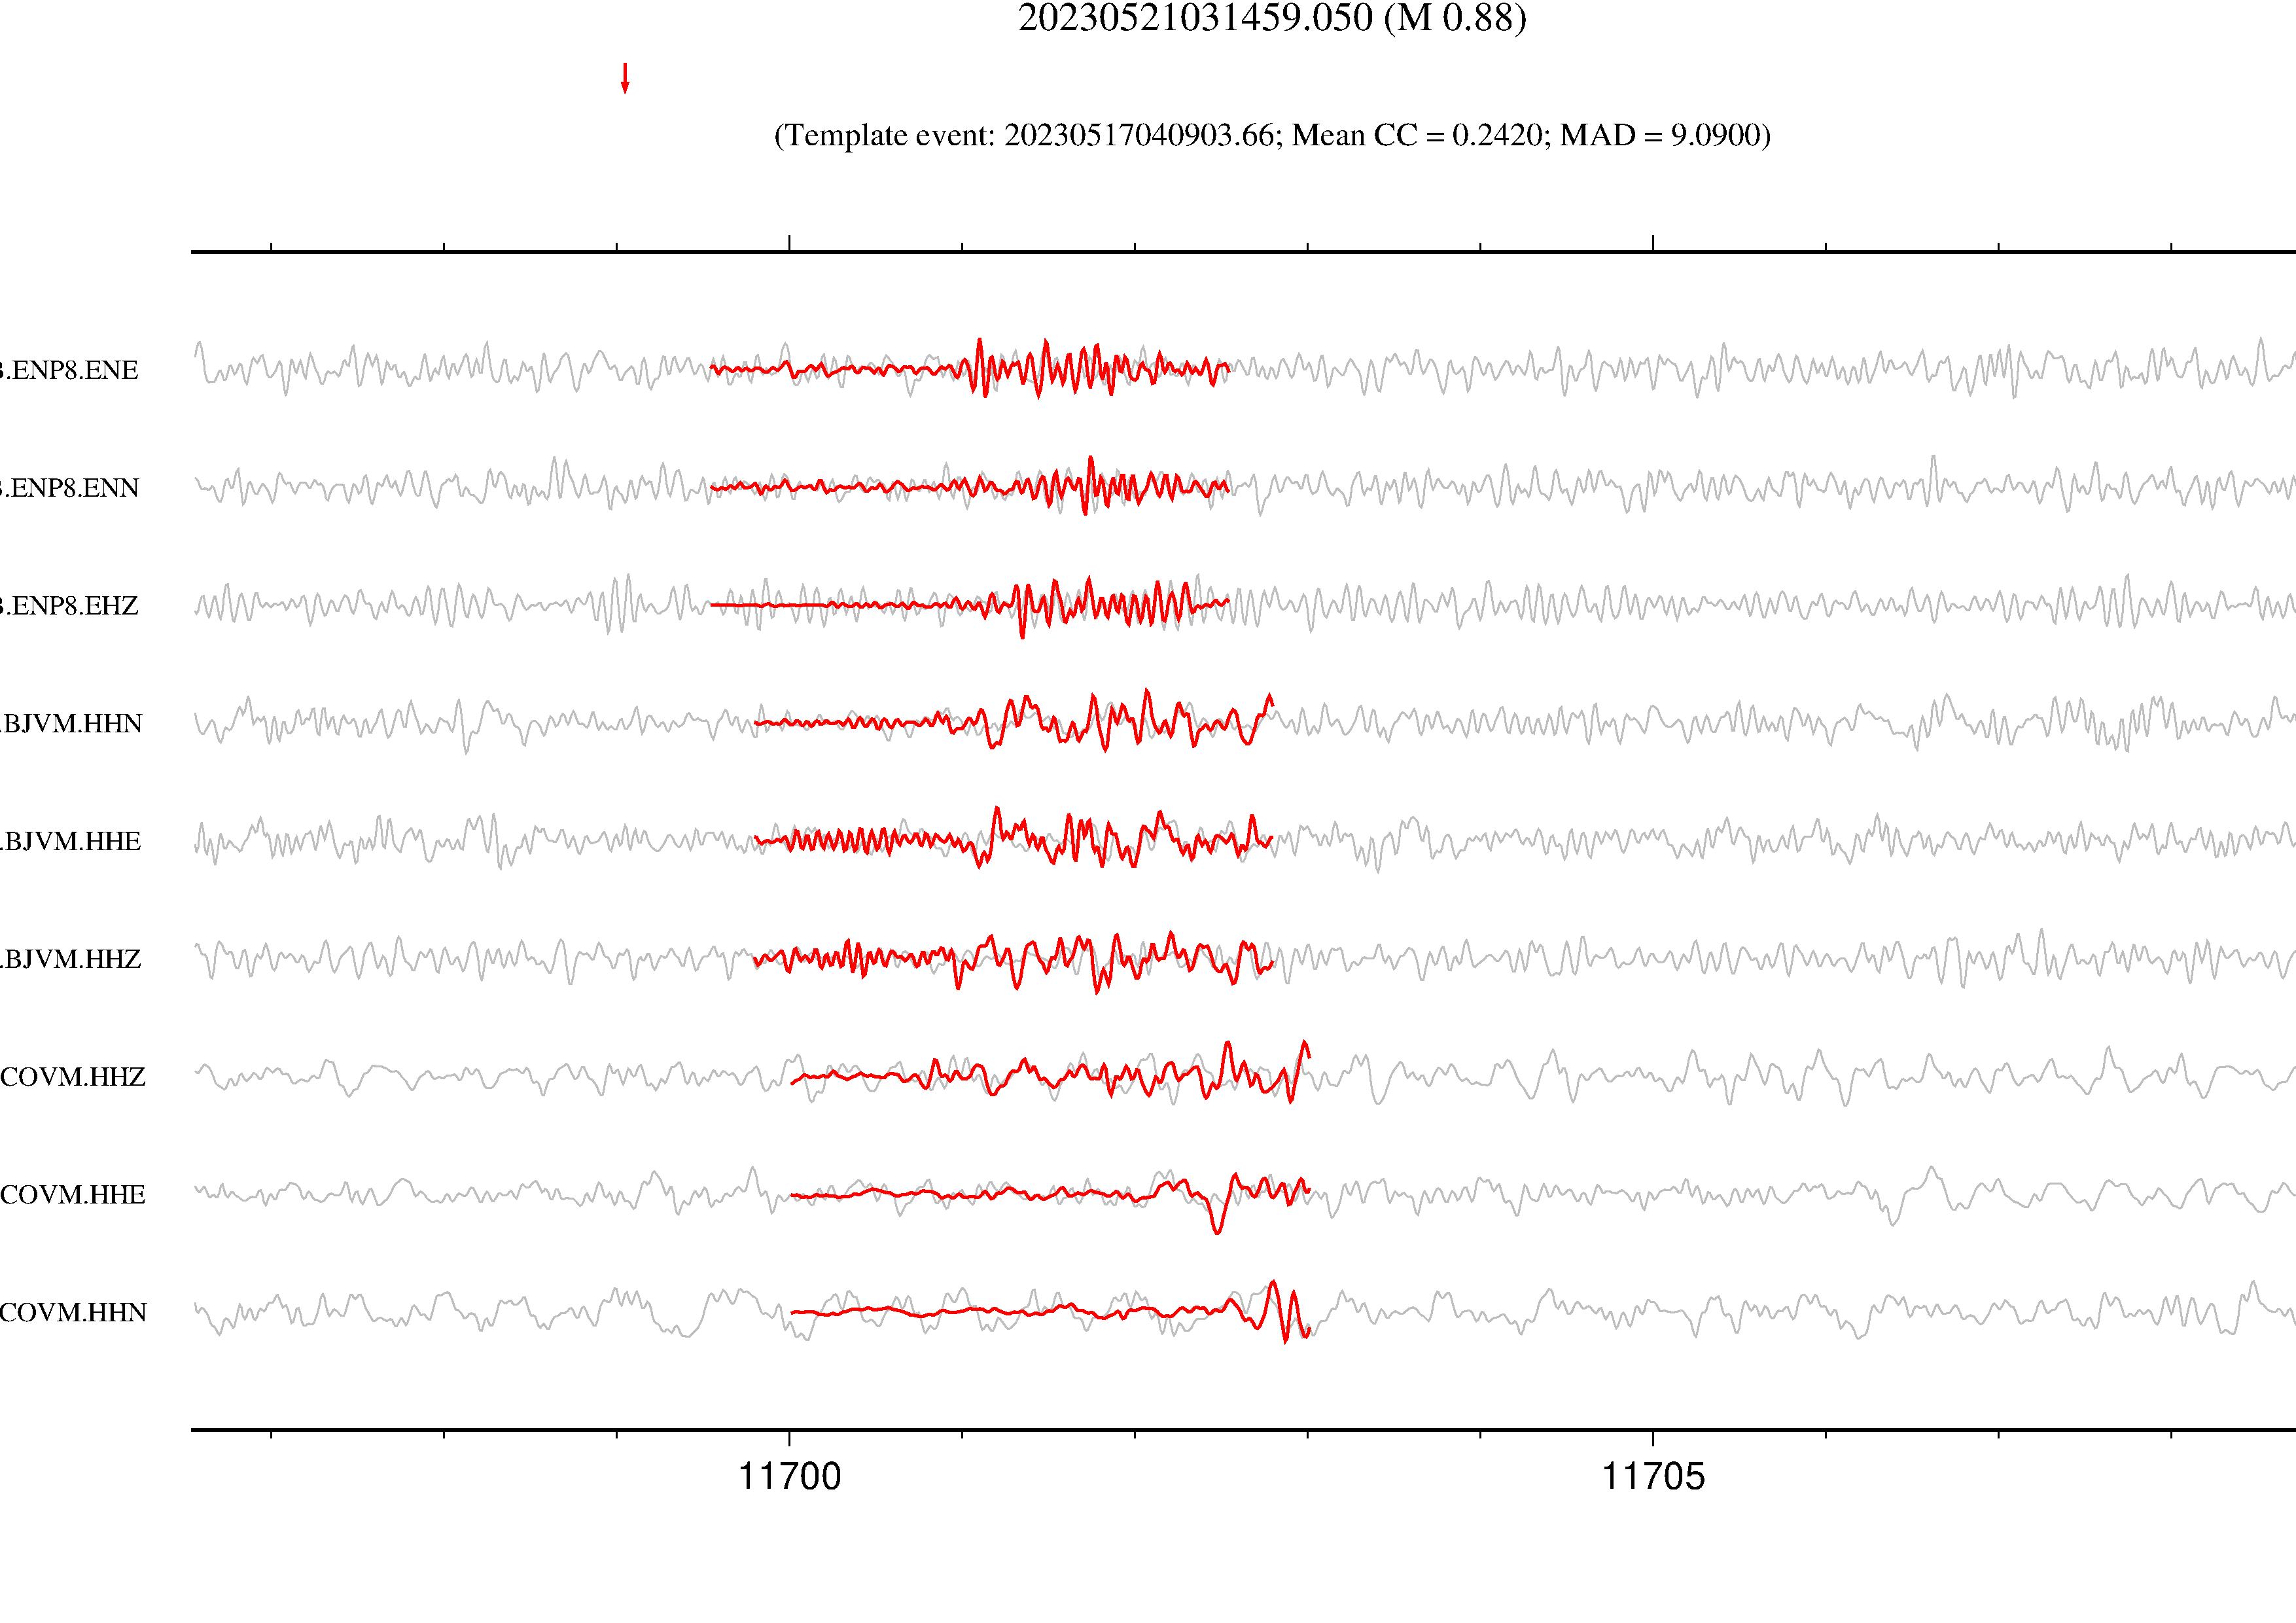 20230521031459.050 (M 0.88)
(Template event: 20230517040903.66; Mean CC = 0.2420; MAD = 9.0900)
.ENP8.ENE
.ENP8.ENN
.ENP8.EHZ
.BJVM.HHN
.BJVM.HHE
.BJVM.HHZ
COVM.HHZ
COVM.HHE
COVM.HHN
11700 11705